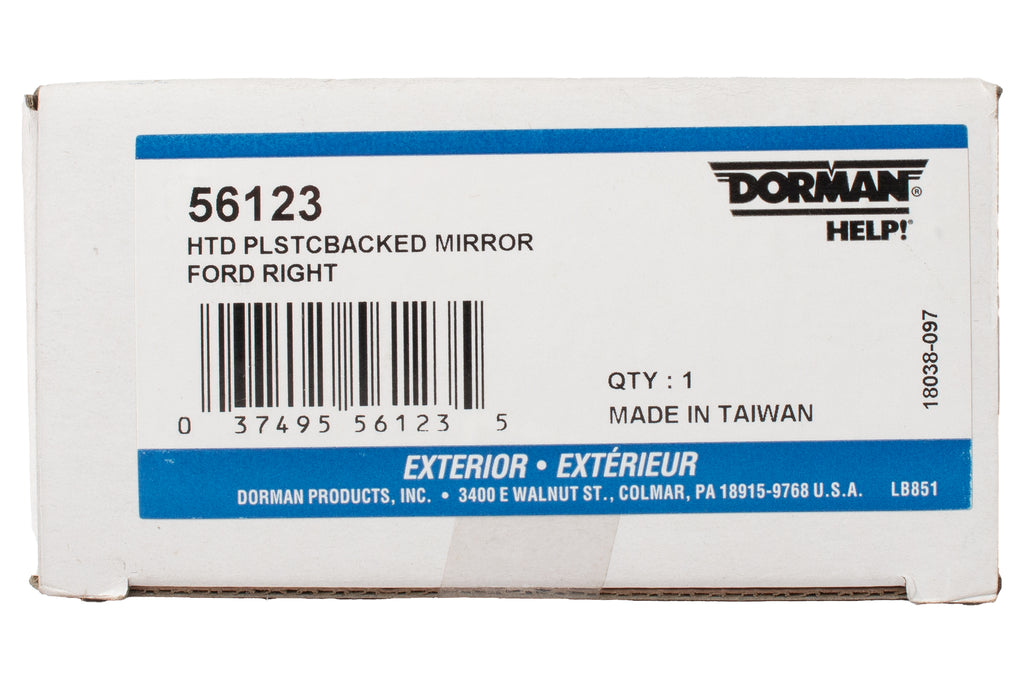 56123
HTD PLSTCBACKED MIRROR
FORD RIGHT
DORMAN®
HELP!®
0 37495 56123 5
QTY : 1
MADE IN TAIWAN
18038-097
EXTERIOR • EXTÉRIEUR
DORMAN PRODUCTS, INC. • 3400 E WALNUT ST., COLMAR, PA 18915-9768 U.S.A. LB851